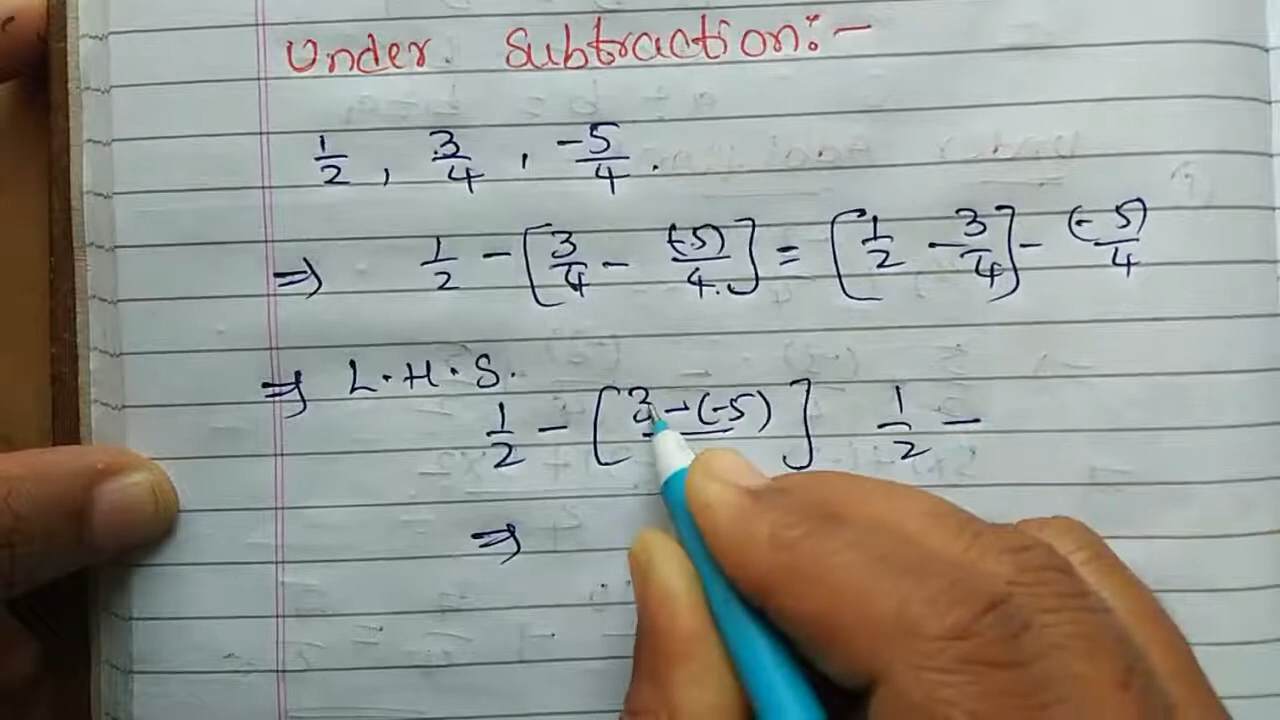 Under Subtraction:-
1/2, 3/4, -5/4.
⇒ 1/2 - [3/4 - (-5)/4] = [1/2 - 3/4] - (-5)/4
⇒ L.H.S.
1/2 - [3-(-5)] 1/2 -
⇒